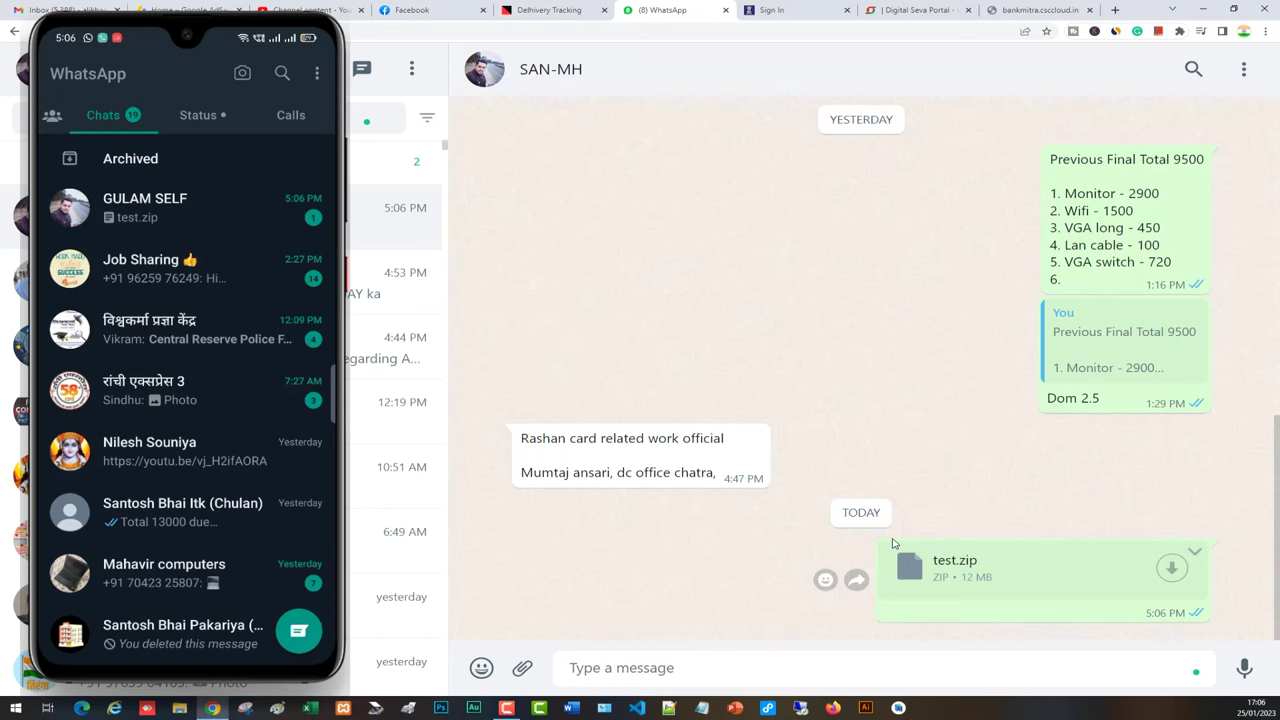 Inbox (5,388) - alikhan
Home - Google AdS
Channel content
Facebook
Delhivery Tracking
(8) WhatsApp
Sign In
| Digital Seva Portal -
bankmitra.csccloud.in
5:06
WhatsApp
Chats 19
Status
Calls
Archived
GULAM SELF
5:06 PM
test.zip
1
Job Sharing 👍
2:27 PM
+91 96259 76249: Hi...
14
विश्वकर्मा प्रज्ञा केंद्र
12:09 PM
Vikram: Central Reserve Police F...
4
रांची एक्सप्रेस 3
7:27 AM
Sindhu: Photo
3
Nilesh Souniya
Yesterday
https://youtu.be/vj_H2ifAORA
Santosh Bhai Itk (Chulan)
Yesterday
Total 13000 due...
Mahavir computers
Yesterday
+91 70423 25807:
7
Santosh Bhai Pakariya (...
You deleted this message
2
5:06 PM
4:53 PM
AY ka
4:44 PM
egarding A...
12:19 PM
10:51 AM
6:49 AM
yesterday
yesterday
SAN-MH
YESTERDAY
Previous Final Total 9500
1. Monitor - 2900
2. Wifi - 1500
3. VGA long - 450
4. Lan cable - 100
5. VGA switch - 720
6.
1:16 PM
You
Previous Final Total 9500
1. Monitor - 2900...
Dom 2.5
1:29 PM
Rashan card related work official
Mumtaj ansari, dc office chatra,
4:47 PM
TODAY
test.zip
ZIP • 12 MB
5:06 PM
Type a message
17:06
25/01/2023